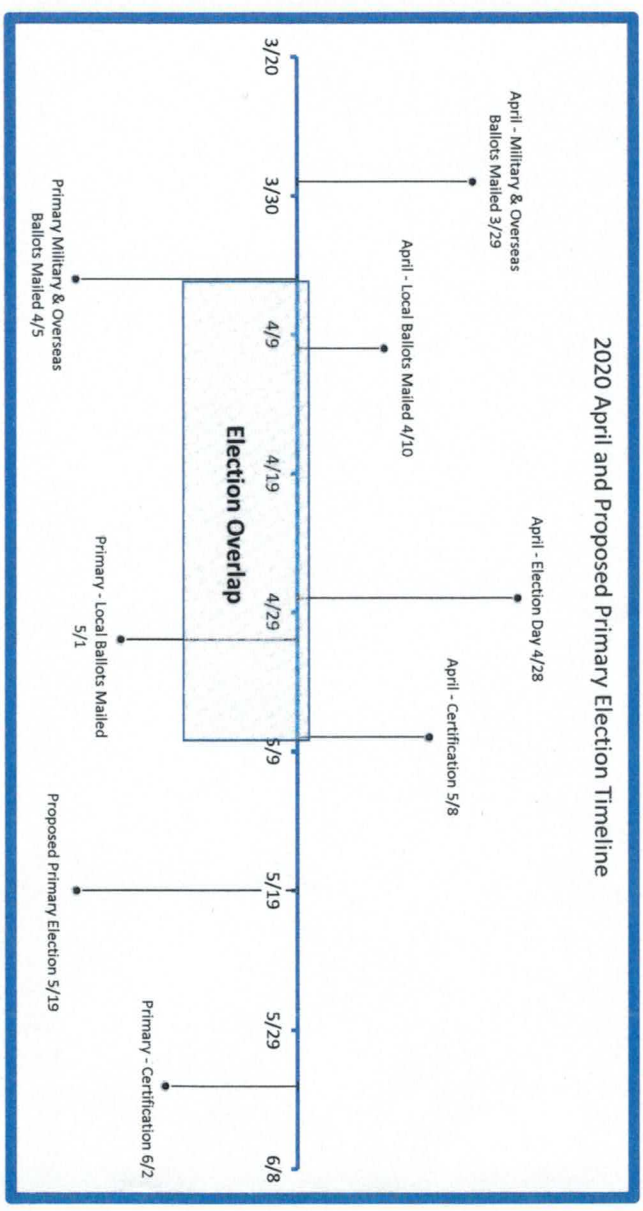 2020 April and Proposed Primary Election Timeline
April - Military & Overseas
Ballots Mailed 3/29
April - Local Ballots Mailed 4/10
April - Election Day 4/28
April - Certification 5/8
3/20
3/30
4/9
4/19
4/29
5/9
5/19
5/29
6/8
Election Overlap
Primary Military & Overseas
Ballots Mailed 4/5
Primary - Local Ballots Mailed
5/1
Proposed Primary Election 5/19
Primary - Certification 6/2